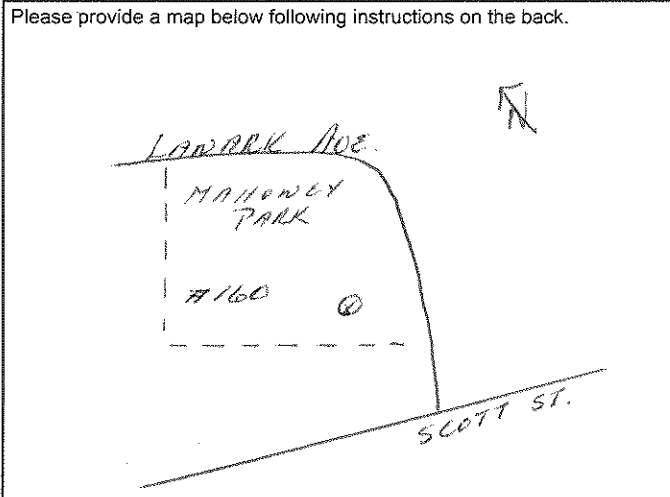 Please provide a map below following instructions on the back.
N
LANARK AVE.
MAHONEY
PARK
#160
SCOTT ST.